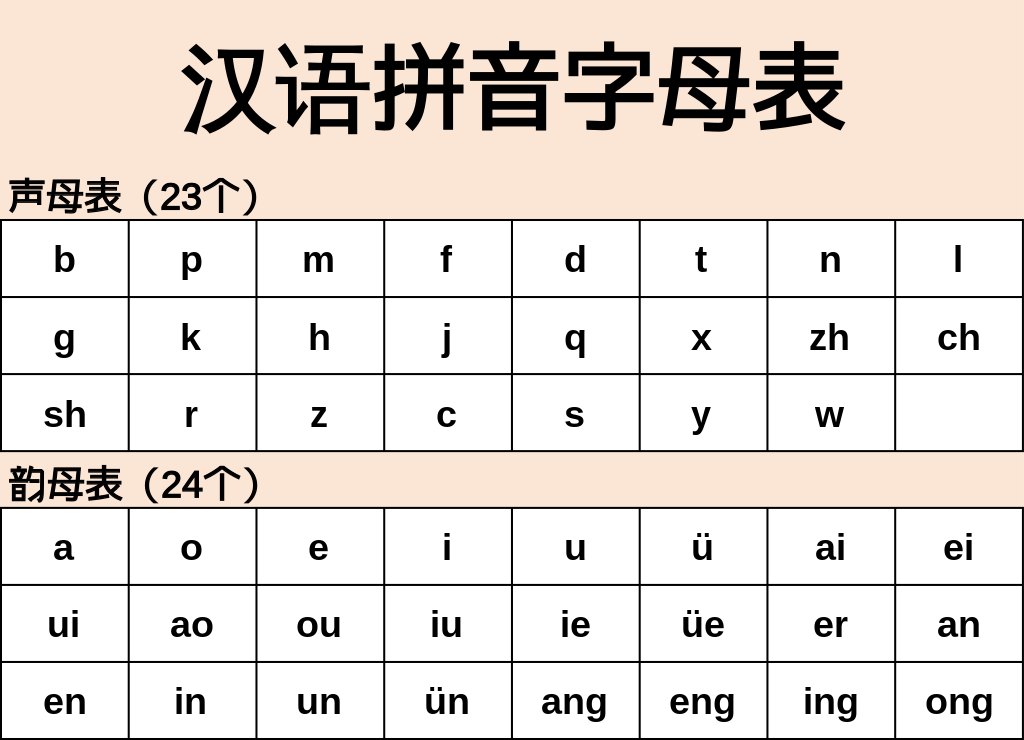 汉语拼音字母表
声母表（23个）
b p m f d t n l
g k h j q x zh ch
sh r z c s y w
韵母表（24个）
a o e i u ü ai ei
ui ao ou iu ie üe er an
en in un ün ang eng ing ong